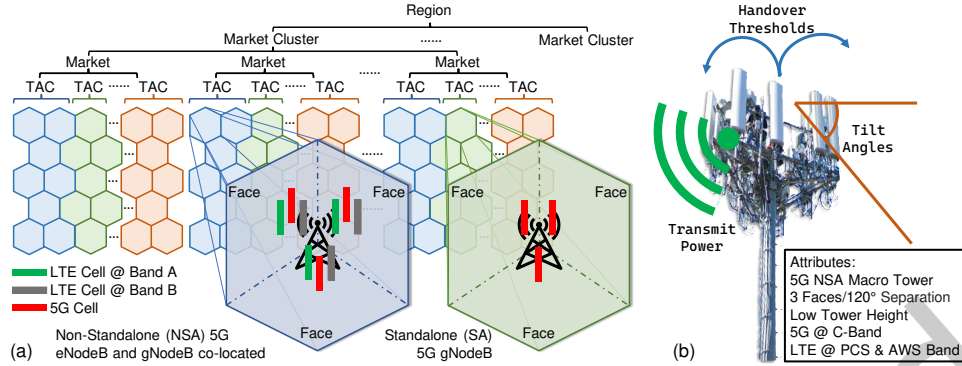 Region
Market Cluster ...... Market Cluster
Market ...... Market ...... Market
TAC ...... TAC TAC ...... TAC TAC ...... TAC
... ... ...
... ... ...
... ...
Face Face Face Face
LTE Cell @ Band A
LTE Cell @ Band B
5G Cell
Face Face
(a) Non-Standalone (NSA) 5G
eNodeB and gNodeB co-located
Standalone (SA)
5G gNodeB
Handover
Thresholds
Tilt
Angles
Transmit
Power
Attributes:
5G NSA Macro Tower
3 Faces/120° Separation
Low Tower Height
5G @ C-Band
LTE @ PCS & AWS Band
(b)